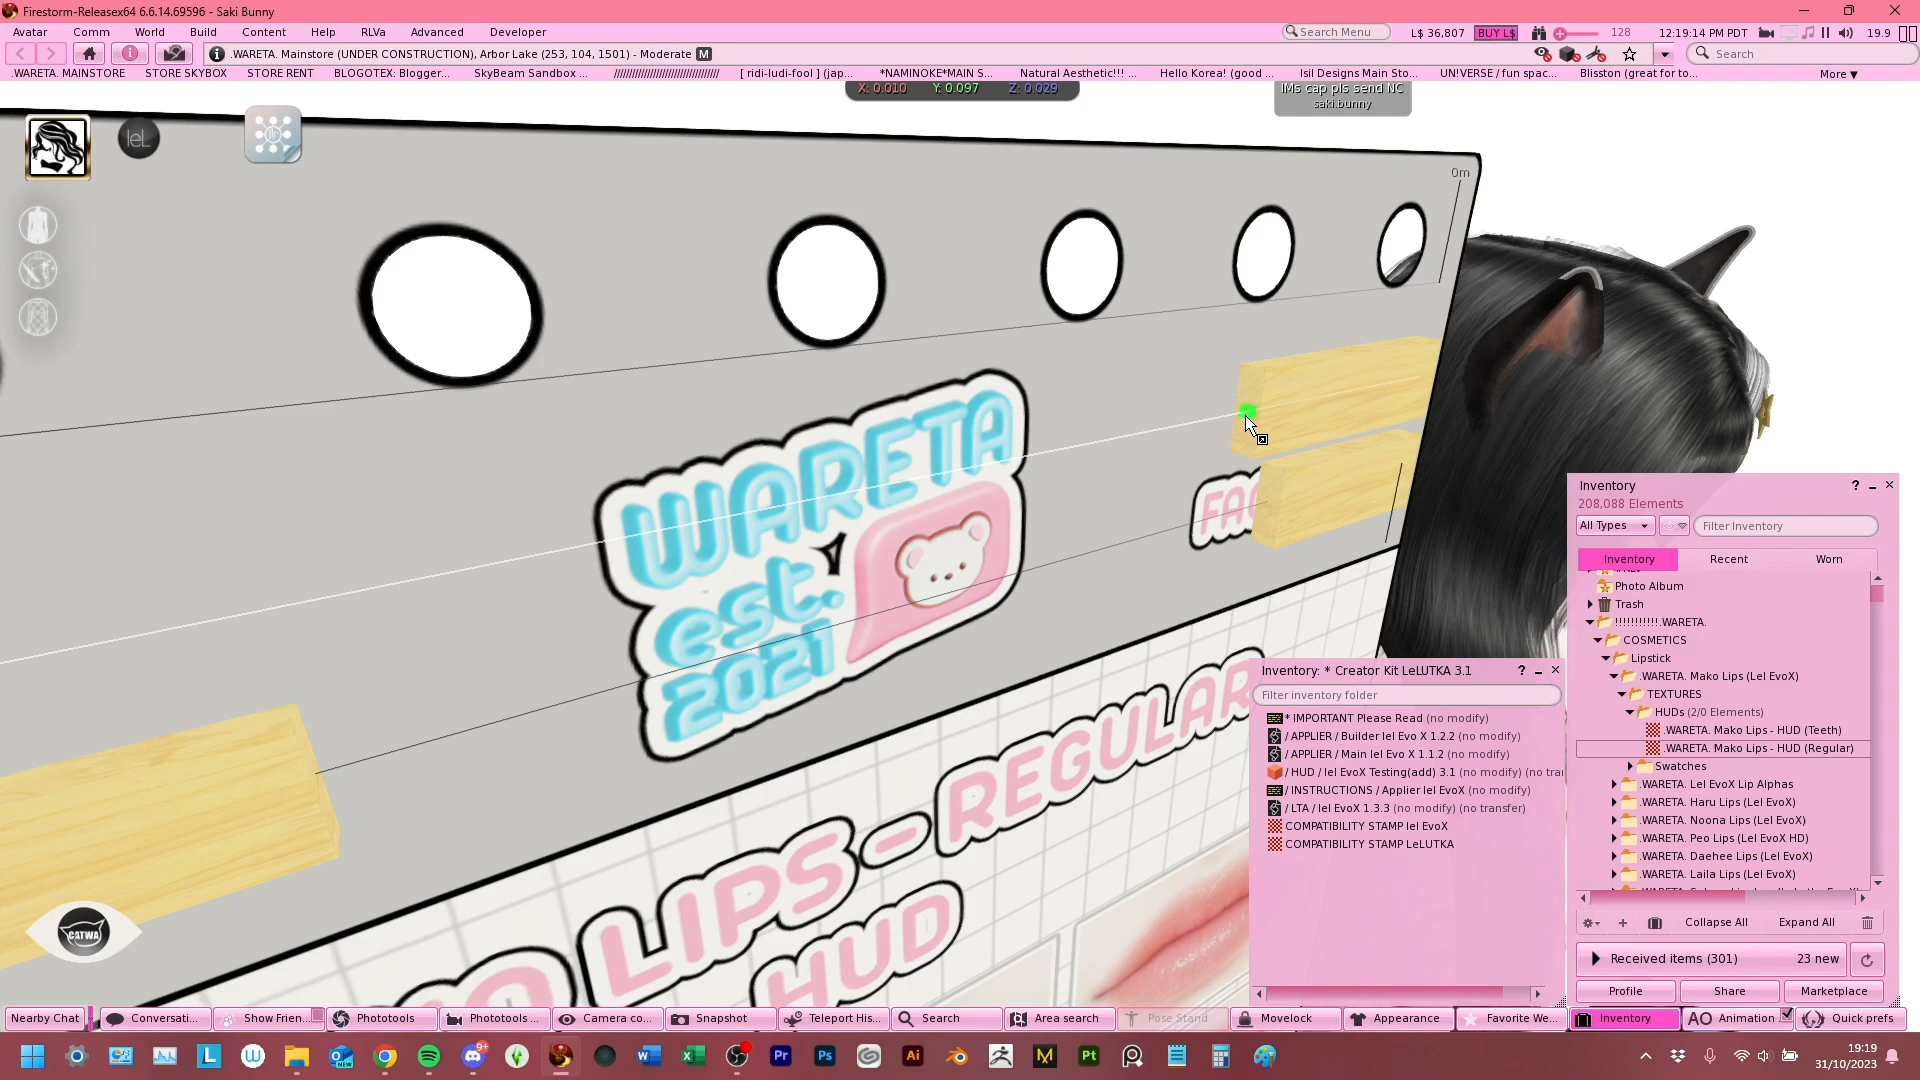 Firestorm-Releasex64 6.6.14.69596 - Saki Bunny
Avatar Comm World Build Content Help RLVa Advanced Developer
Search Menu L$ 36,807 BUY L$ 128 12:19:14 PM PDT 19.9
.WARETA. Mainstore (UNDER CONSTRUCTION), Arbor Lake (253, 104, 1501) - Moderate M
Search
.WARETA. MAINSTORE STORE SKYBOX STORE RENT BLOGOTEX: Blogger... SkyBeam Sandbox ... [ ridi-ludi-fool ] (jap... *NAMINOKE*MAIN S... Natural Aesthetic!!! ... Hello Korea! (good ... Isil Designs Main Sto... UN!VERSE / fun spac... Blisston (great for to... More ▼
X: 0.010 Y: 0.097 Z: 0.029
IMs cap pls send NC
saki.bunny
leL
0m
WARETA
est.
2021
LIPS - REGULAR
HUD
CATWA
Inventory
208,088 Elements
All Types Filter Inventory
Inventory Recent Worn
Photo Album
Trash
!!!!!!!!!!!.WARETA.
COSMETICS
Lipstick
.WARETA. Mako Lips (Lel EvoX)
TEXTURES
HUDs (2/0 Elements)
.WARETA. Mako Lips - HUD (Teeth)
.WARETA. Mako Lips - HUD (Regular)
Swatches
.WARETA. Lel EvoX Lip Alphas
.WARETA. Haru Lips (Lel EvoX)
.WARETA. Noona Lips (Lel EvoX)
.WARETA. Peo Lips (Lel EvoX HD)
.WARETA. Daehee Lips (Lel EvoX)
.WARETA. Laila Lips (Lel EvoX)
Collapse All Expand All
Received items (301) 23 new
Profile Share Marketplace
Inventory: * Creator Kit LeLUTKA 3.1
Filter inventory folder
* IMPORTANT Please Read (no modify)
/ APPLIER / Builder lel Evo X 1.2.2 (no modify)
/ APPLIER / Main lel Evo X 1.1.2 (no modify)
/ HUD / lel EvoX Testing(add) 3.1 (no modify) (no tra
/ INSTRUCTIONS / Applier lel EvoX (no modify)
/ LTA / lel EvoX 1.3.3 (no modify) (no transfer)
COMPATIBILITY STAMP lel EvoX
COMPATIBILITY STAMP LeLUTKA
Nearby Chat Conversati... Show Frien... Phototools Phototools ... Camera co... Snapshot Teleport His... Search Area search Pose Stand Movelock Appearance Favorite We... Inventory AO Animation Quick prefs
19:19
31/10/2023